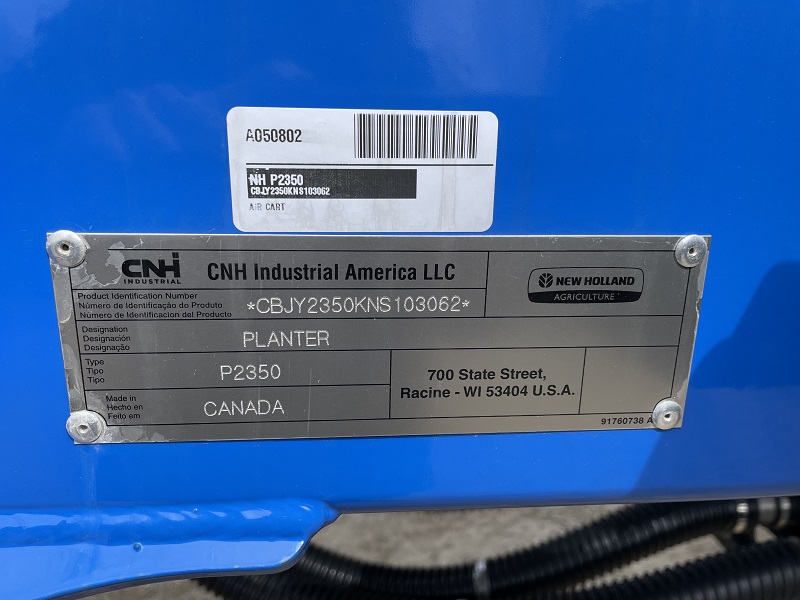 A050802
NH P2350
CBJY2350KNS103062
AIR CART
CNH
INDUSTRIAL
CNH Industrial America LLC
NEW HOLLAND
AGRICULTURE
Product Identification Number
Número de Identificação do Produto
Número de Identificacion del Producto
*CBJY2350KNS103062*
Designation
Designación
Designação
PLANTER
Type
Tipo
Tipo
P2350
700 State Street,
Racine - WI 53404 U.S.A.
Made in
Hecho en
Feito em
CANADA
91760738 A